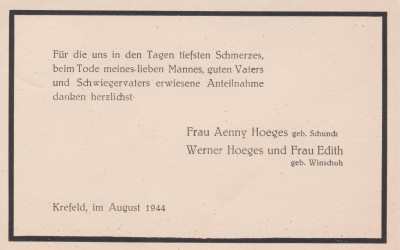 Für die uns in den Tagen tiefsten Schmerzes,
beim Tode meines lieben Mannes, guten Vaters
und Schwiegervaters erwiesene Anteilnahme
danken herzlichst
Frau Aenny Hoeges geb. Schunck
Werner Hoeges und Frau Edith
geb. Winschuh
Krefeld, im August 1944